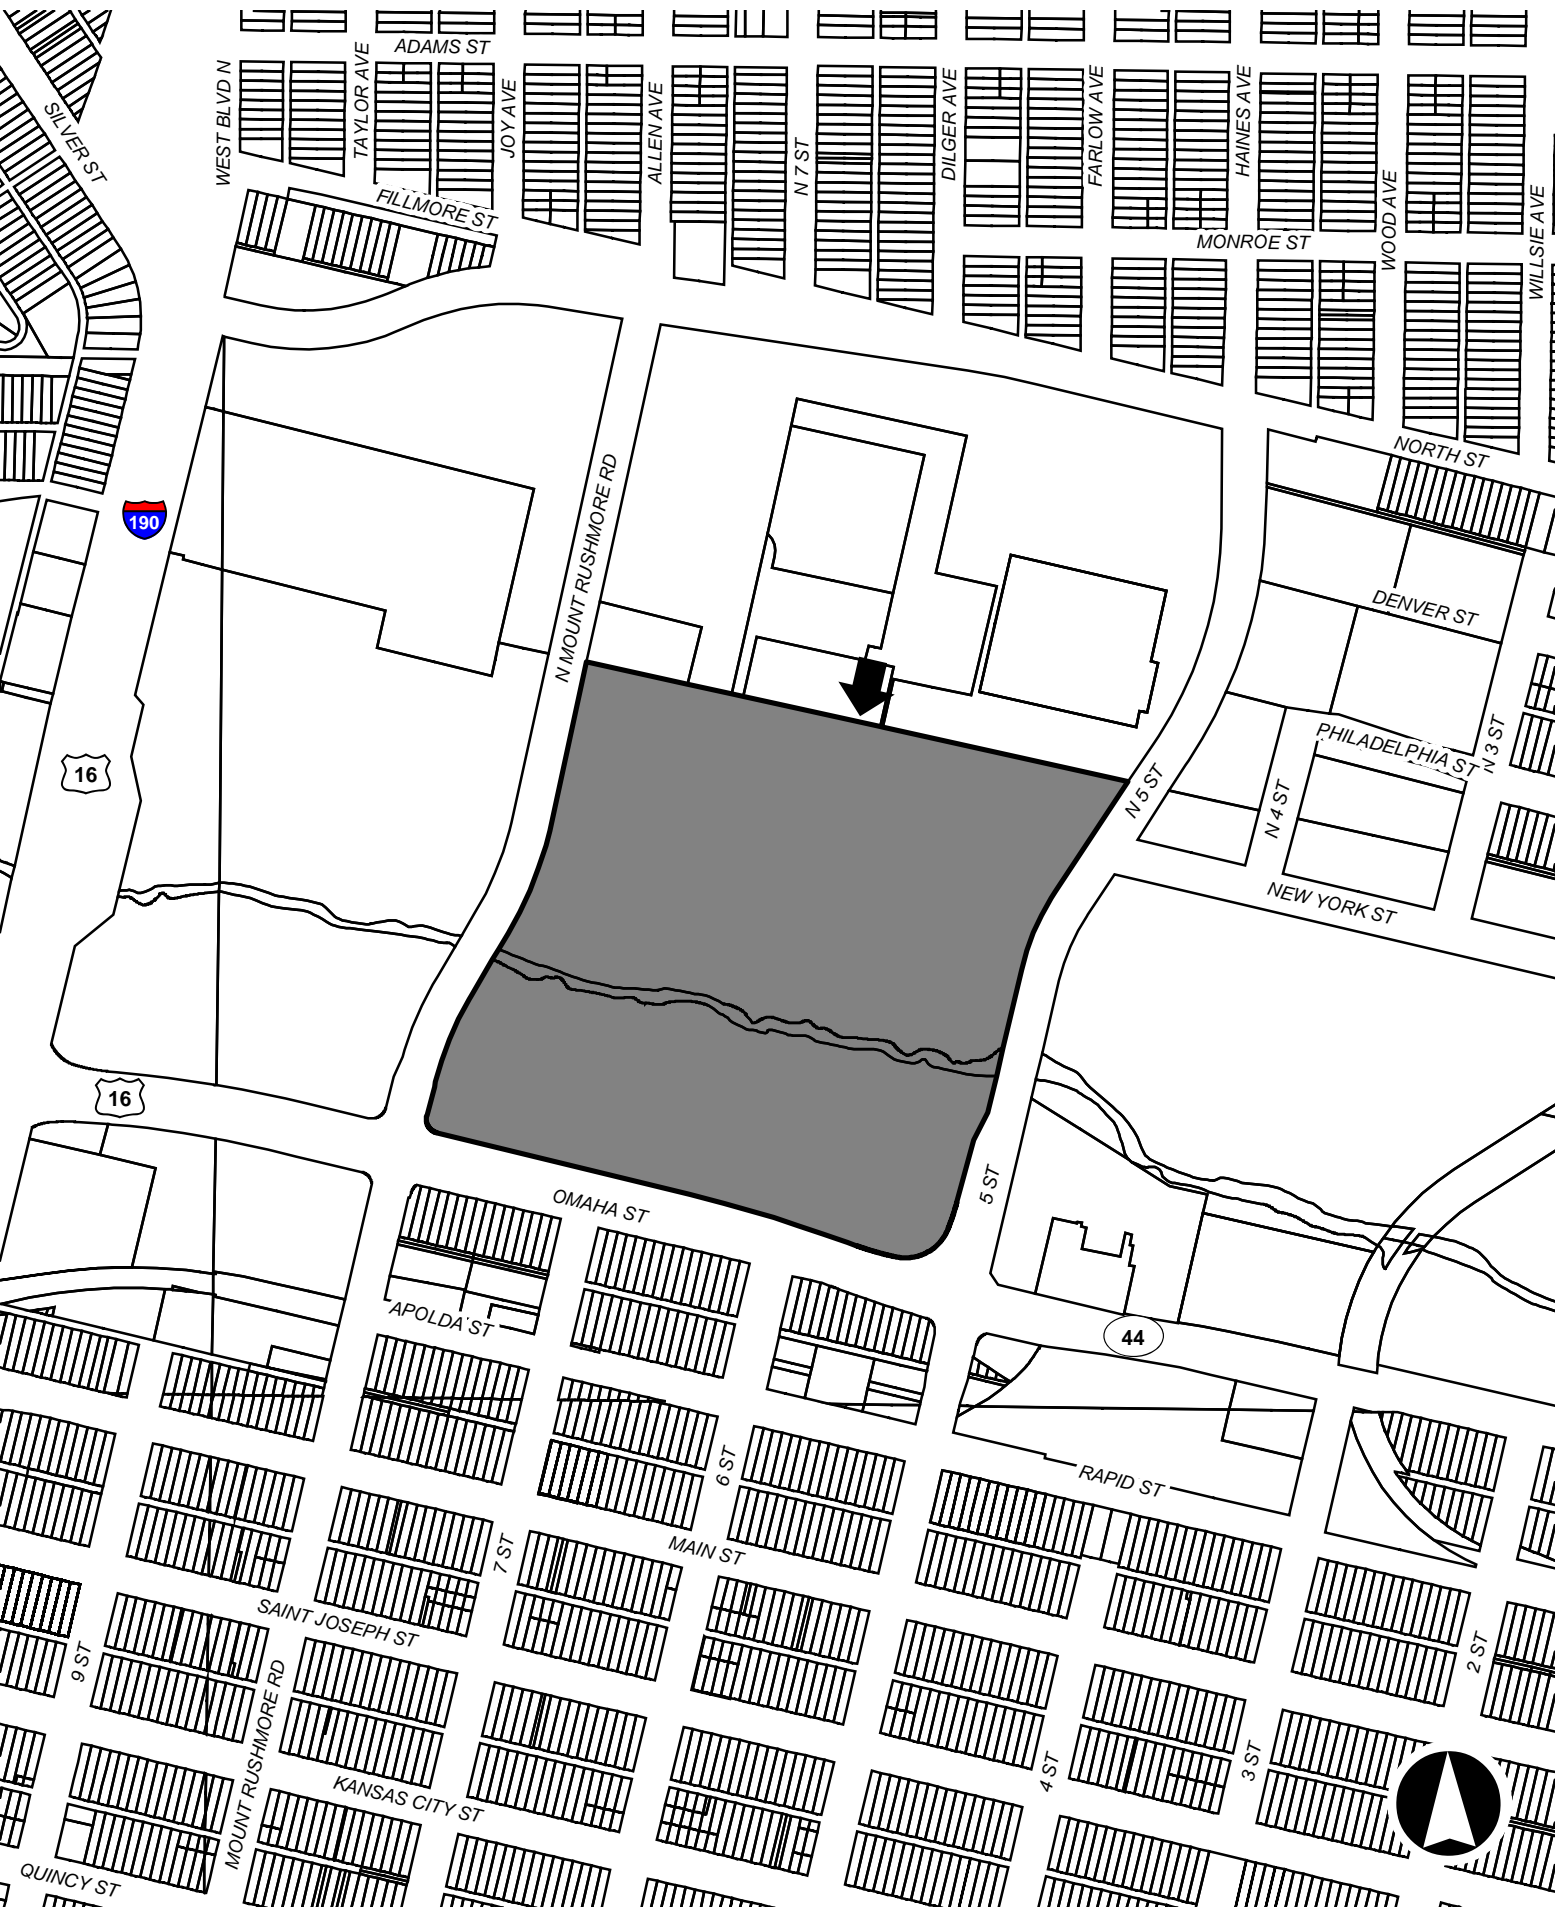 ADAMS ST
SILVER ST
WEST BLVD N
TAYLOR AVE
JOY AVE
ALLEN AVE
N 7 ST
DILGER AVE
FARLOW AVE
HAINES AVE
WOOD AVE
WILLSIE AVE
FILLMORE ST
MONROE ST
NORTH ST
N MOUNT RUSHMORE RD
190
DENVER ST
PHILADELPHIA ST
N 3 ST
16
N 5 ST
N 4 ST
NEW YORK ST
16
5 ST
OMAHA ST
APOLDA ST
44
6 ST
RAPID ST
7 ST
MAIN ST
SAINT JOSEPH ST
9 ST
2 ST
MOUNT RUSHMORE RD
4 ST
3 ST
KANSAS CITY ST
QUINCY ST